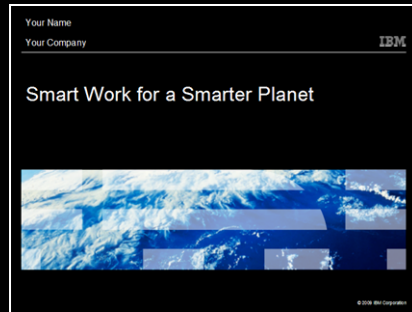 Your Name
Your Company
IBM
Smart Work for a Smarter Planet
© 2009 IBM Corporation